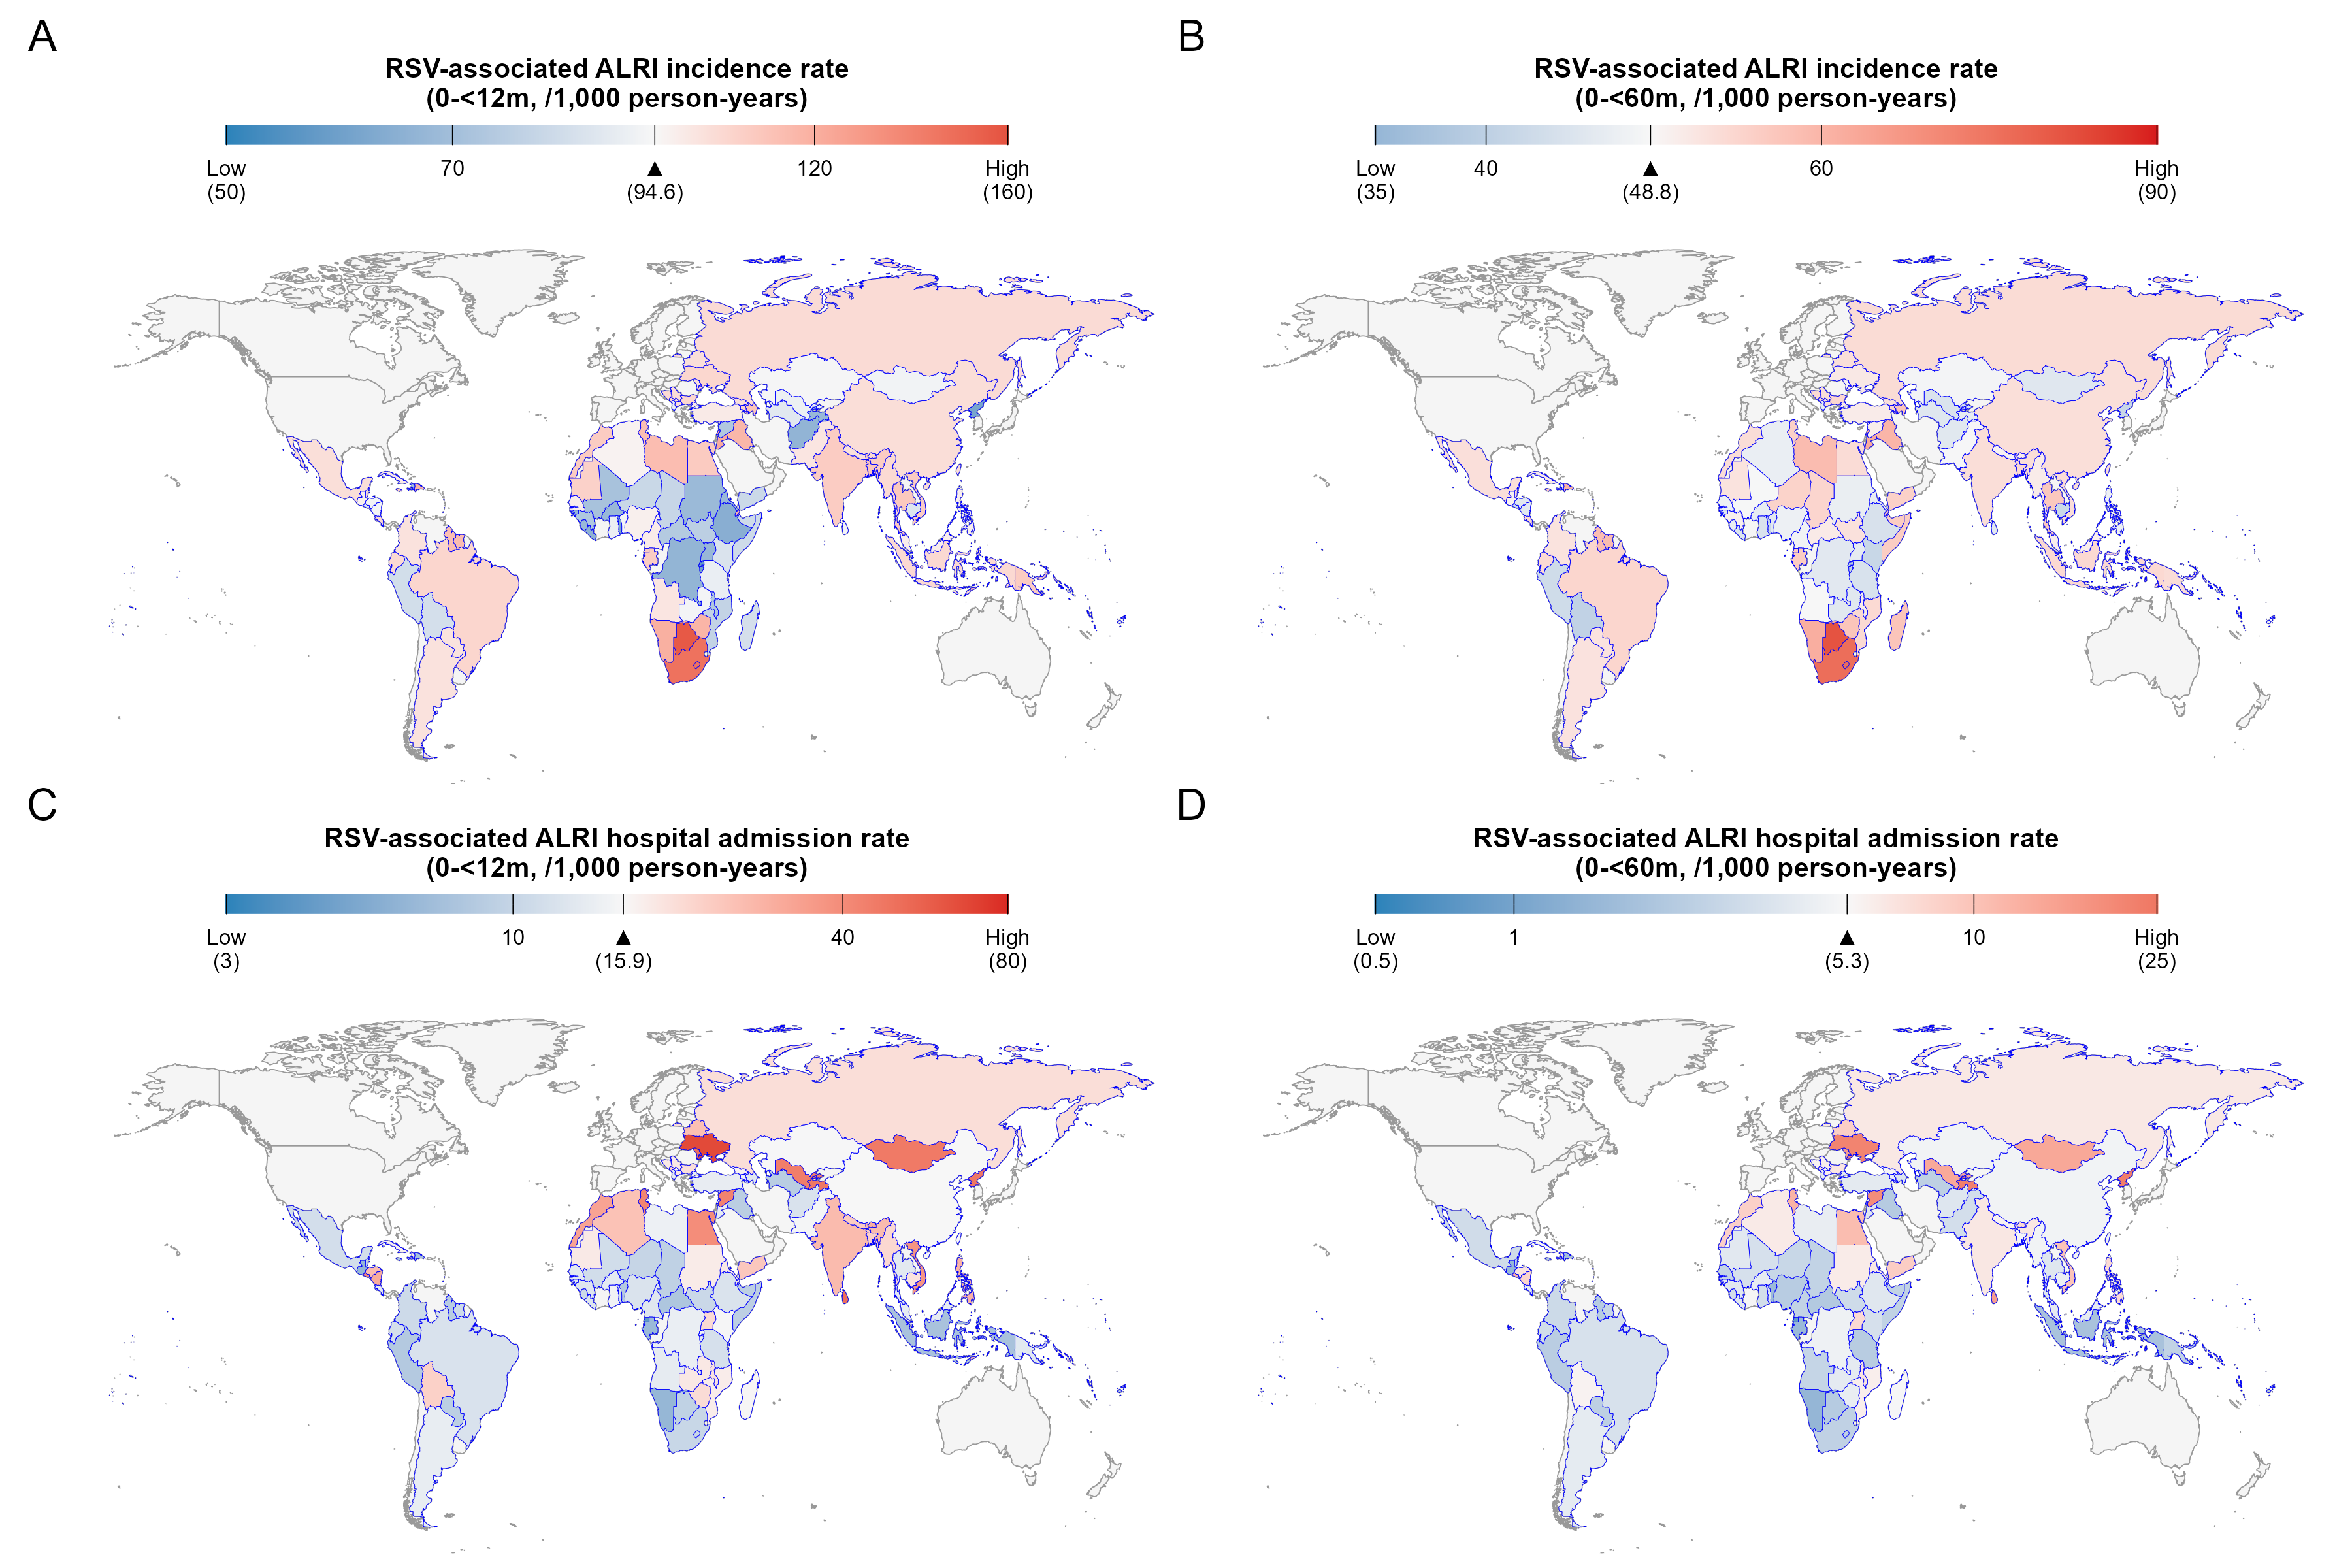 A
RSV-associated ALRI incidence rate
(0-<12m, /1,000 person-years)
Low 70 ▲ 120 High
(50) (94.6) (160)
B
RSV-associated ALRI incidence rate
(0-<60m, /1,000 person-years)
Low 40 ▲ 60 High
(35) (48.8) (90)
C
RSV-associated ALRI hospital admission rate
(0-<12m, /1,000 person-years)
Low 10 ▲ 40 High
(3) (15.9) (80)
D
RSV-associated ALRI hospital admission rate
(0-<60m, /1,000 person-years)
Low 1 ▲ 10 High
(0.5) (5.3) (25)